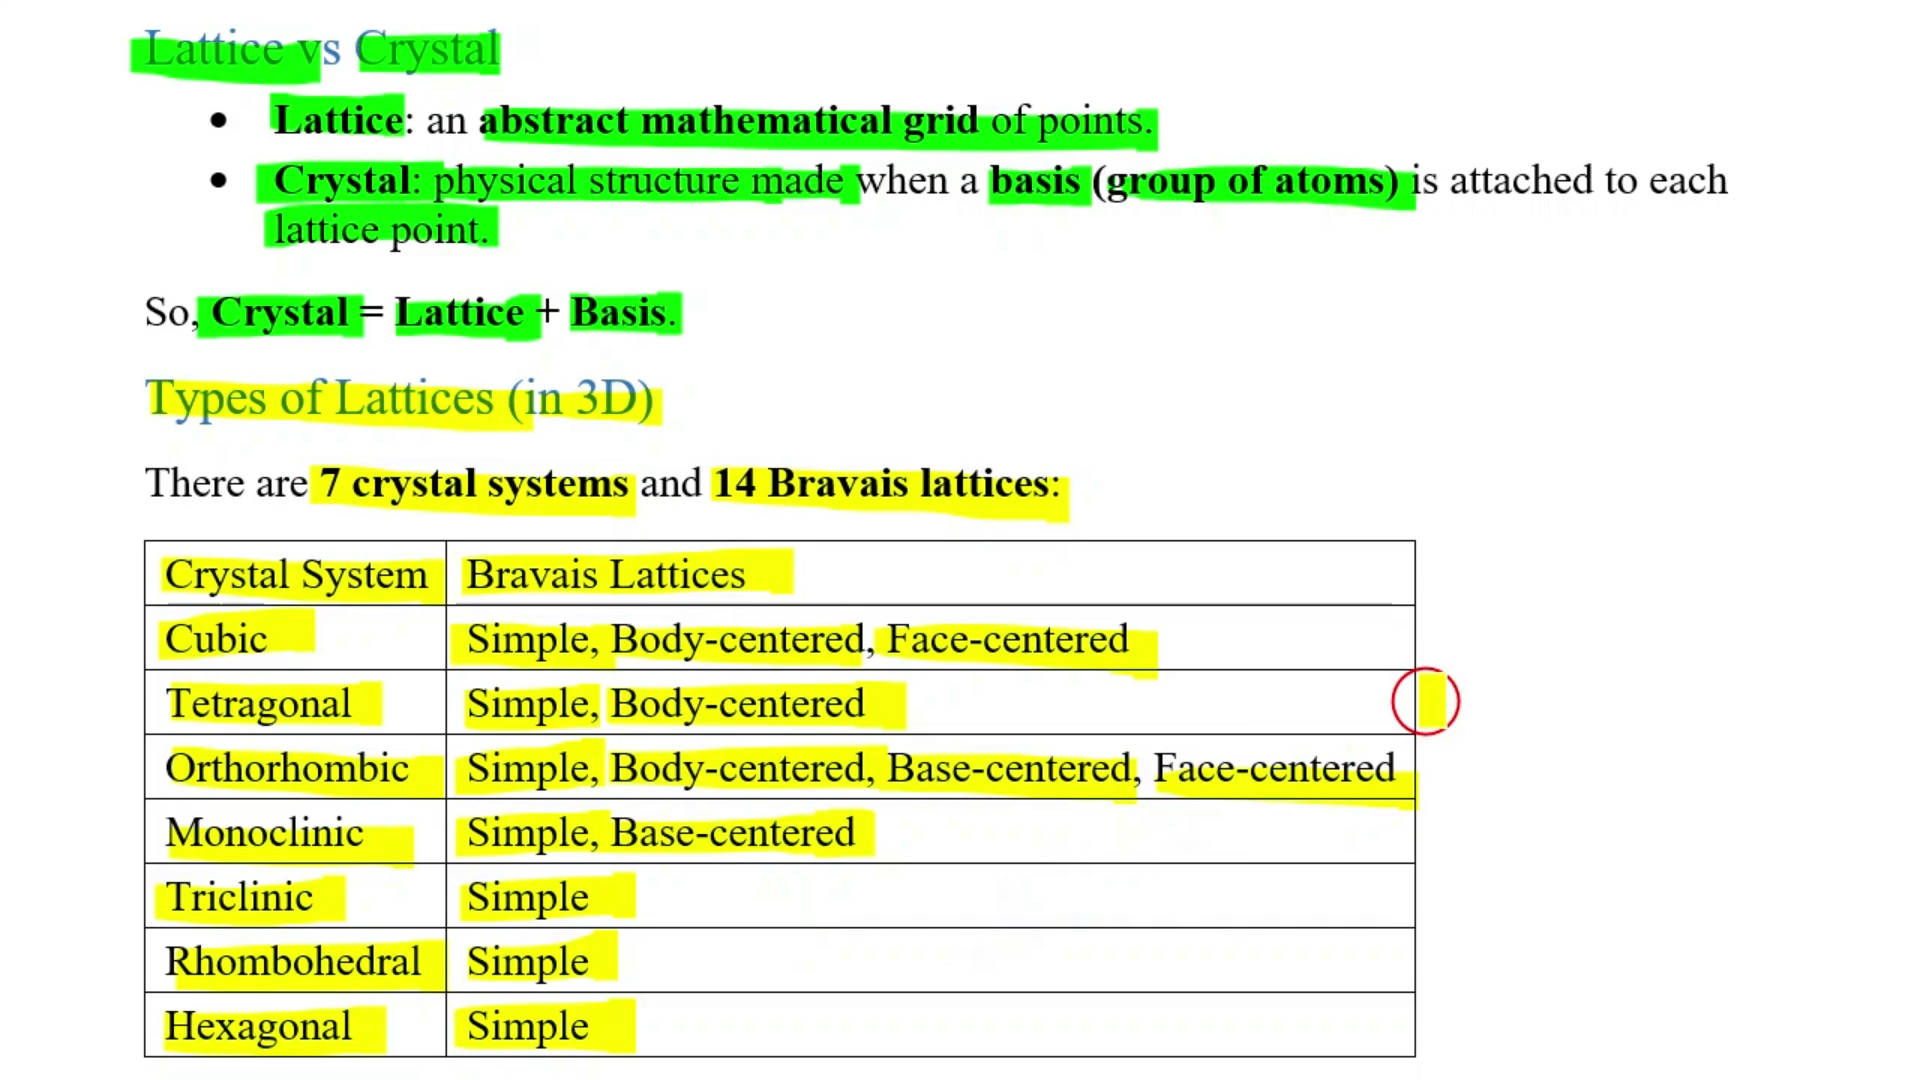 Lattice vs Crystal
• Lattice: an abstract mathematical grid of points.
• Crystal: physical structure made when a basis (group of atoms) is attached to each
lattice point.
So, Crystal = Lattice + Basis.
Types of Lattices (in 3D)
There are 7 crystal systems and 14 Bravais lattices:
Crystal System Bravais Lattices
Cubic Simple, Body-centered, Face-centered
Tetragonal Simple, Body-centered
Orthorhombic Simple, Body-centered, Base-centered, Face-centered
Monoclinic Simple, Base-centered
Triclinic Simple
Rhombohedral Simple
Hexagonal Simple